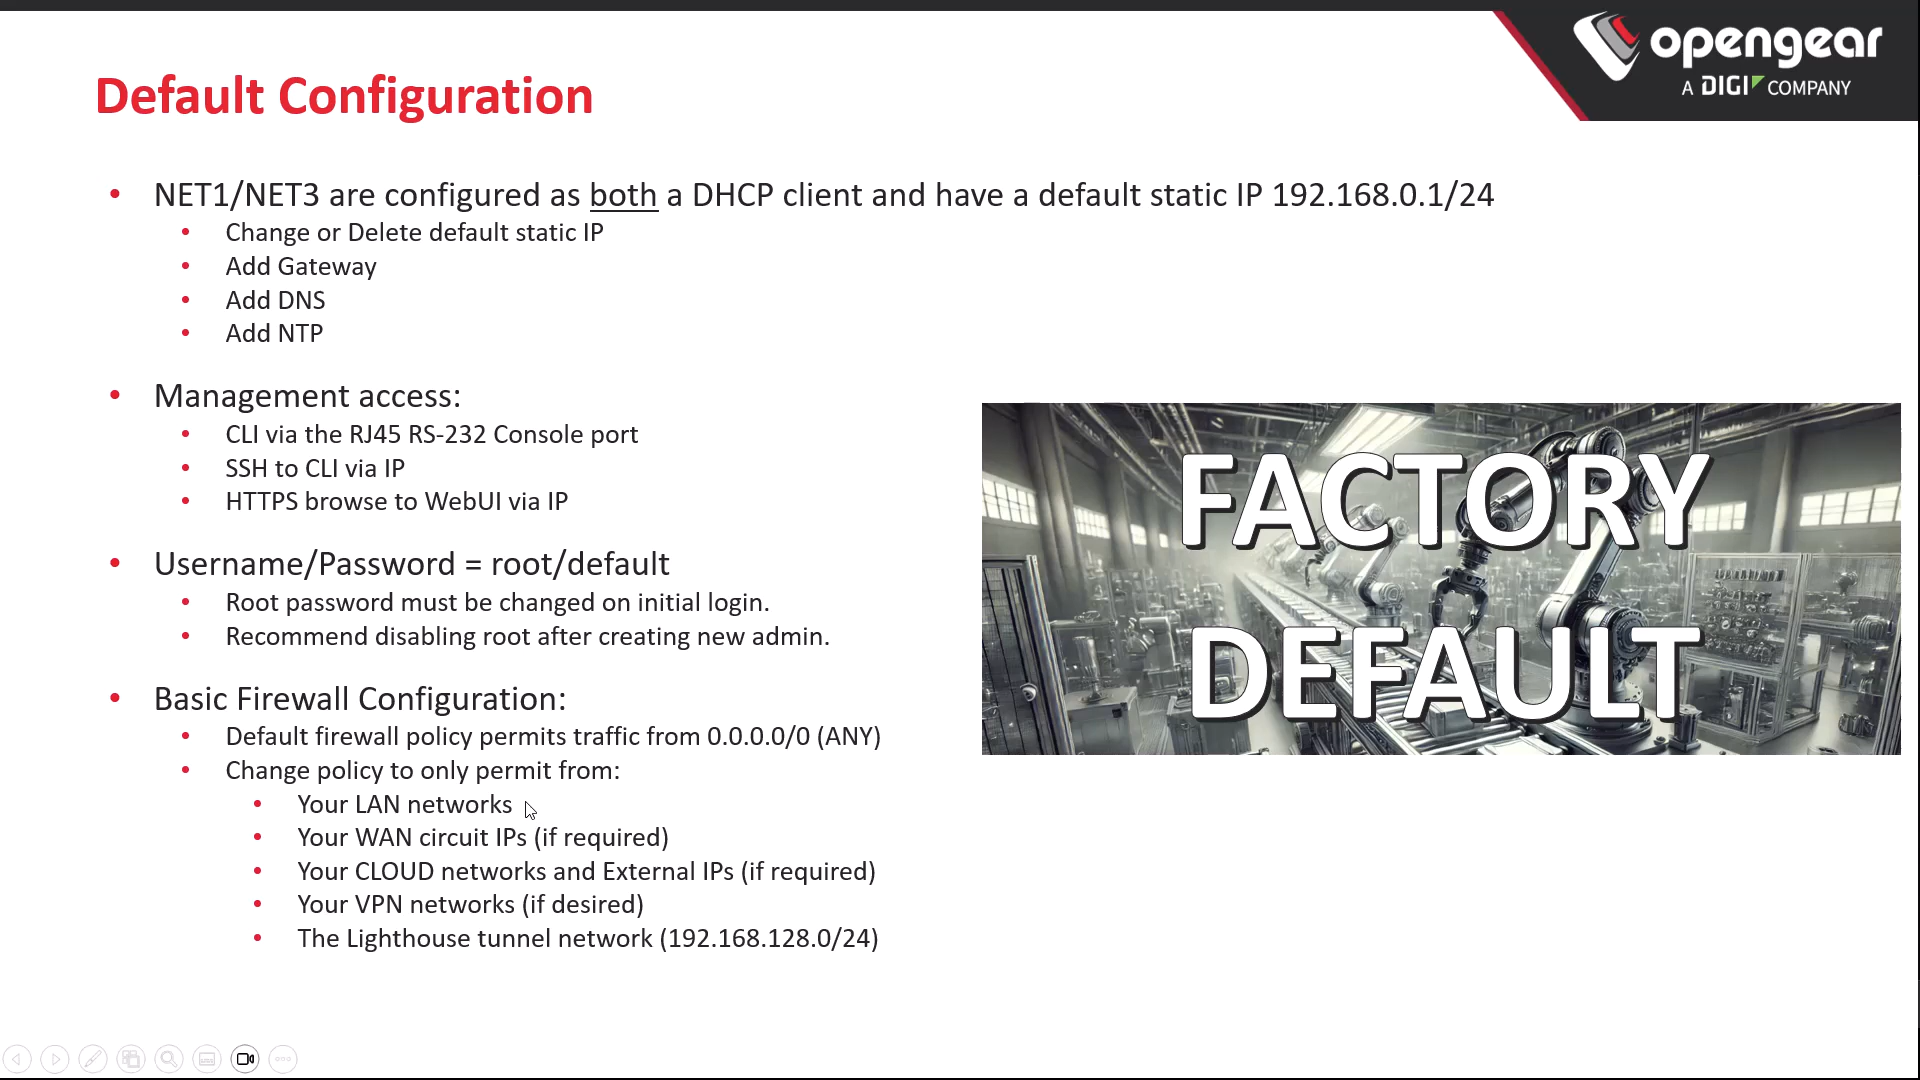 opengear
A DIGI COMPANY
Default Configuration
• NET1/NET3 are configured as both a DHCP client and have a default static IP 192.168.0.1/24
• Change or Delete default static IP
• Add Gateway
• Add DNS
• Add NTP
• Management access:
• CLI via the RJ45 RS-232 Console port
• SSH to CLI via IP
• HTTPS browse to WebUI via IP
• Username/Password = root/default
• Root password must be changed on initial login.
• Recommend disabling root after creating new admin.
• Basic Firewall Configuration:
• Default firewall policy permits traffic from 0.0.0.0/0 (ANY)
• Change policy to only permit from:
• Your LAN networks
• Your WAN circuit IPs (if required)
• Your CLOUD networks and External IPs (if required)
• Your VPN networks (if desired)
• The Lighthouse tunnel network (192.168.128.0/24)
FACTORY
DEFAULT